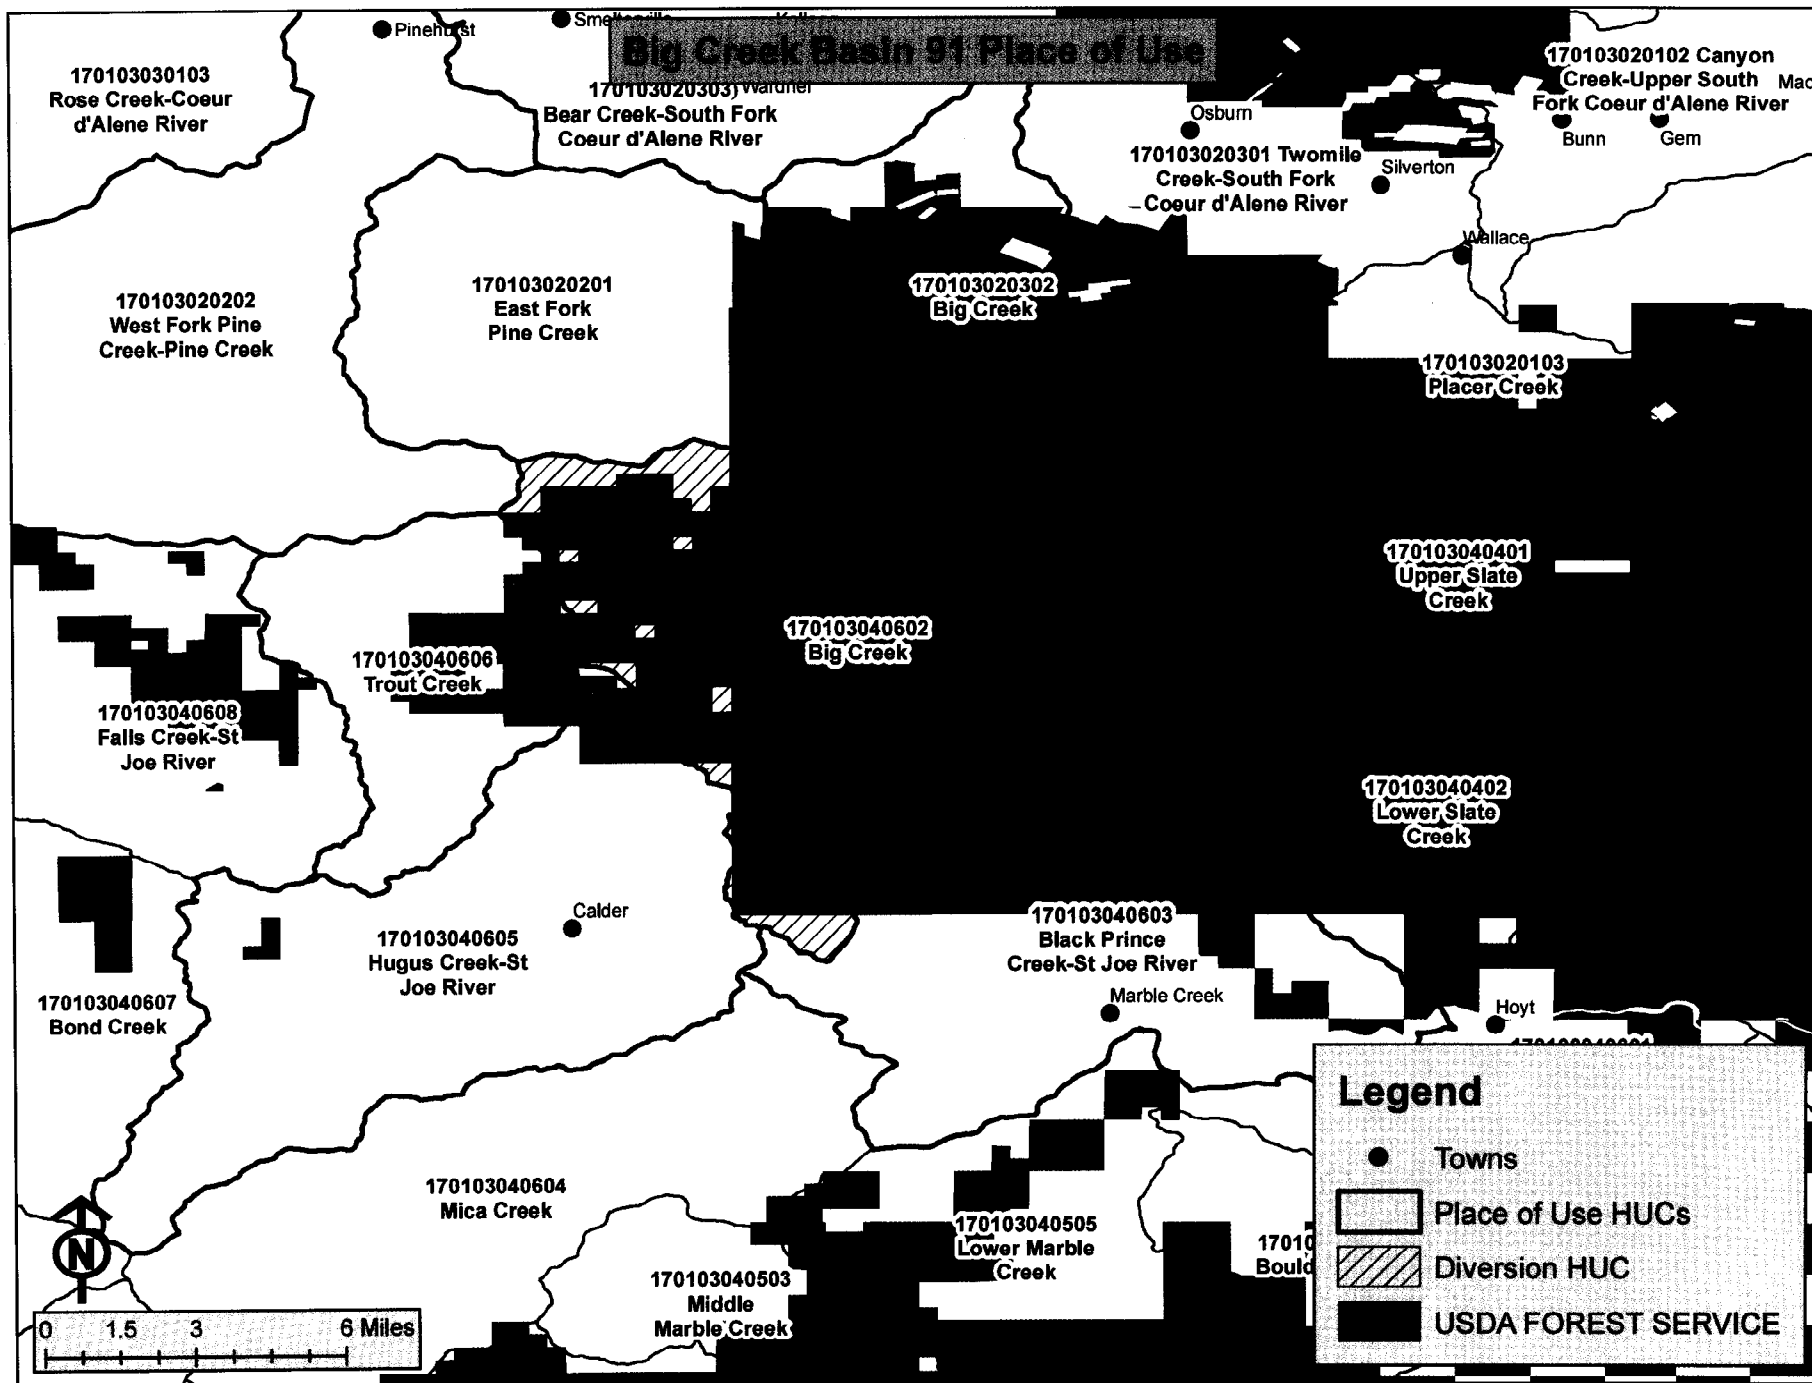 Pinehurst
Big Creek Basin 91 Place of Use
170103030103
Rose Creek-Coeur
d'Alene River
170103020303)
Wardner
Bear Creek-South Fork
Coeur d'Alene River
Osburn
170103020102 Canyon
Creek-Upper South
Fork Coeur d'Alene River
Mac
Bunn
Gem
170103020301 Twomile
Creek-South Fork
Coeur d'Alene River
Silverton
Wallace
170103020202
West Fork Pine
Creek-Pine Creek
170103020201
East Fork
Pine Creek
170103020302
Big Creek
170103020103
Placer Creek
170103040401
Upper Slate
Creek
170103040602
Big Creek
170103040606
Trout Creek
170103040608
Falls Creek-St
Joe River
170103040402
Lower Slate
Creek
Calder
170103040605
Hugus Creek-St
Joe River
170103040603
Black Prince
Creek-St Joe River
Marble Creek
Hoyt
170103040607
Bond Creek
170103040604
Mica Creek
170103040505
Lower Marble
Creek
17010
Bould
170103040503
Middle
Marble Creek
N
0 1.5 3 6 Miles
Legend
Towns
Place of Use HUCs
Diversion HUC
USDA FOREST SERVICE